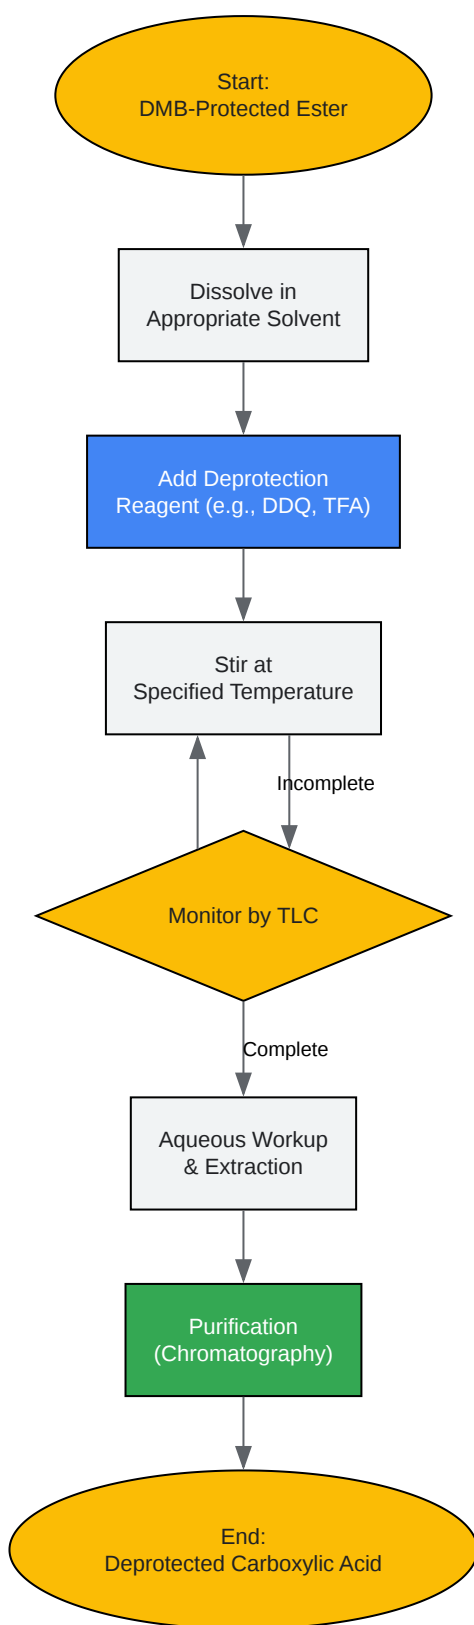 Start:
DMB-Protected Ester
Dissolve in
Appropriate Solvent
Add Deprotection
Reagent (e.g., DDQ, TFA)
Stir at
Specified Temperature
Incomplete
Monitor by TLC
Complete
Aqueous Workup
& Extraction
Purification
(Chromatography)
End:
Deprotected Carboxylic Acid